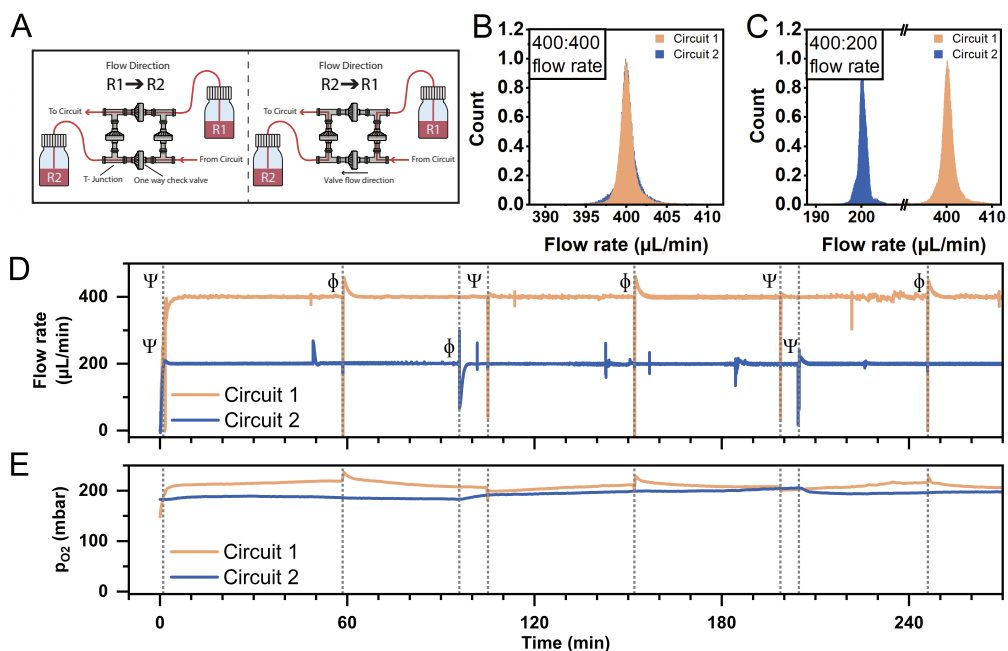 A
Flow Direction
R1→R2
To Circuit
R1
R2
From Circuit
T- Junction
One way check valve
Flow Direction
R2→R1
To Circuit
R1
R2
From Circuit
Valve flow direction
B
400:400
flow rate
Circuit 1
Circuit 2
Count
1.2
1.0
0.8
0.6
0.4
0.2
0.0
390 395 400 405 410
Flow rate (µL/min)
C
400:200
flow rate
Circuit 1
Circuit 2
Count
1.2
1.0
0.8
0.6
0.4
0.2
0.0
190 200 400 410
Flow rate (µL/min)
D
Flow rate
(µL/min)
400
200
0
Ψ ϕ Ψ ϕ Ψ ϕ
Ψ ϕ Ψ
Circuit 1
Circuit 2
E
pO2 (mbar)
200
100
0
Circuit 1
Circuit 2
0 60 120 180 240
Time (min)